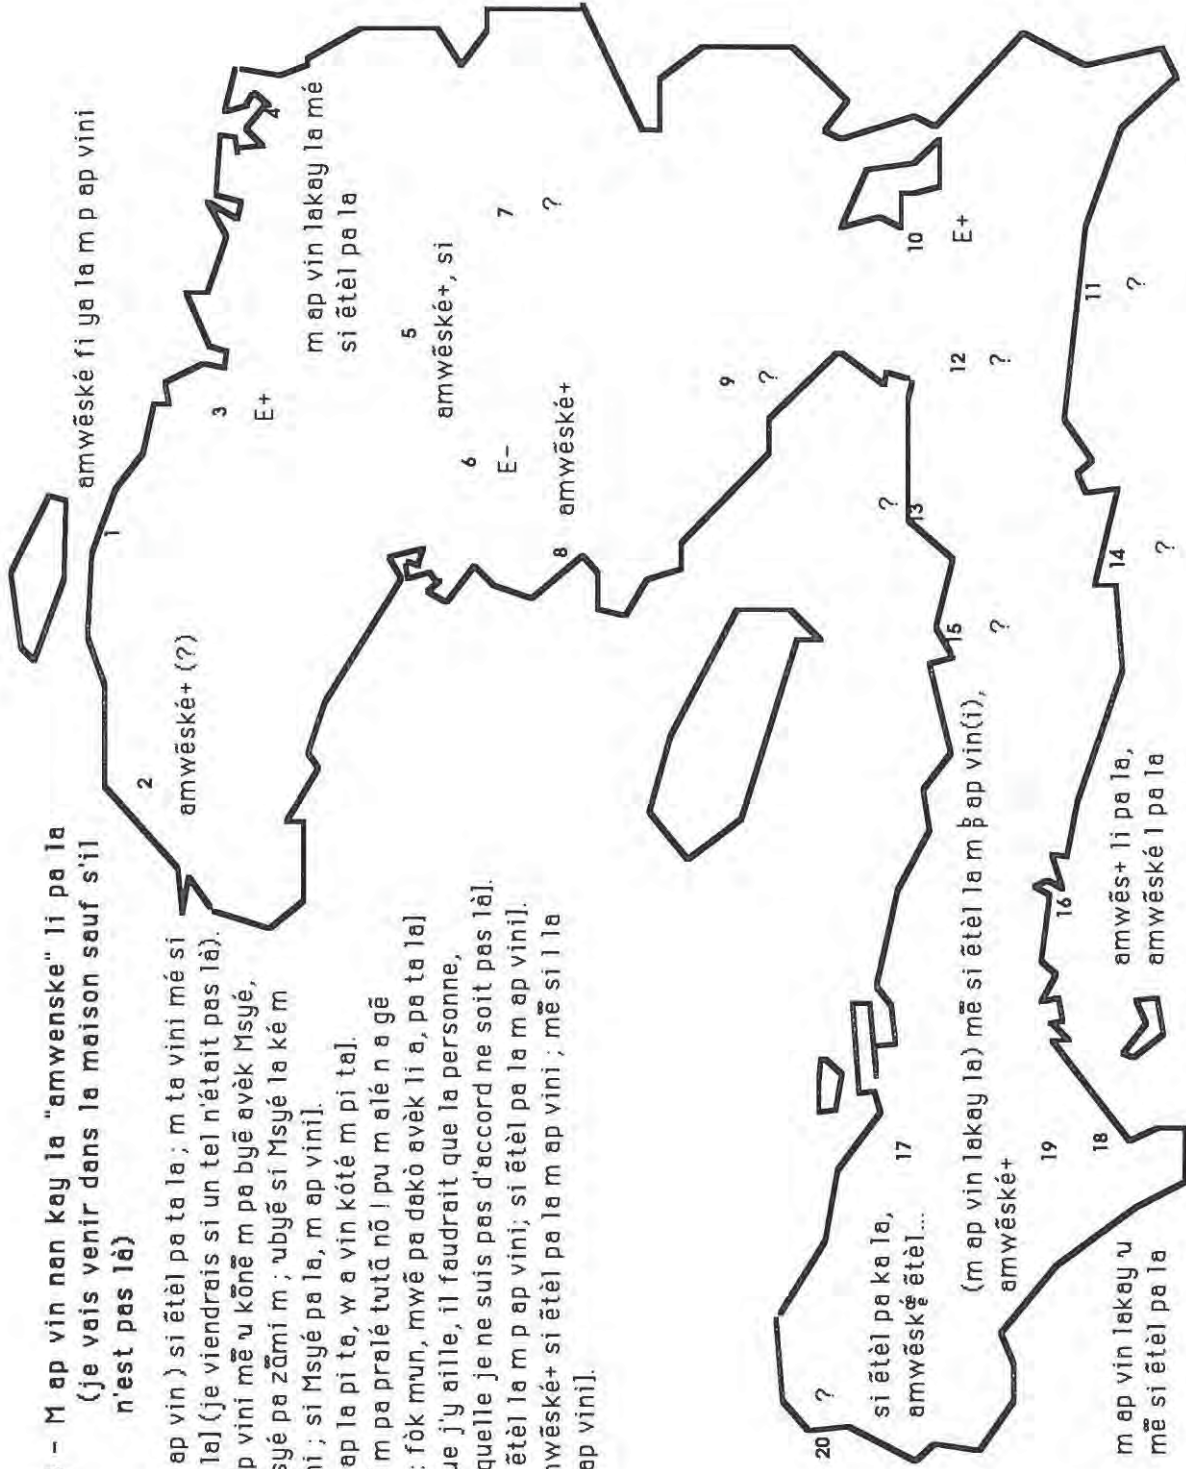 - M ap vin nan kay la "amwenske" li pa la
(je vais venir dans la maison sauf s'il
n'est pas là)
ap vin) si ẽtèl pa ta la; m ta vini mé si
la] (je viendrais si un tel n'était pas là).
p vini mẽ u kõnẽ m pa byẽ avèk Msyé,
syé pa zãmi m; ubyẽ si Msyé la ké m
ni; si Msyé pa la, m ap vini].
ap la pi ta, w a vin kóté m pi ta].
m pa pralé tutã nõ! pu m alé n a gẽ
: fòk mun, mwẽ pa dakò avèk li a, pa ta la]
ue j'y aille, il faudrait que la personne,
quelle je ne suis pas d'accord ne soit pas là].
ẽtèl la m p ap vini; si ẽtèl pa la m ap vini].
nwẽské+ si ẽtèl pa la m ap vini; mẽ si l la
ap vini].
1
amwẽské fi ya la m p ap vini
2
amwẽské+ (?)
3
E+
4
m ap vin lakay la mé
si ẽtèl pa la
5
amwẽské+, si
6
E-
7
?
8
amwẽské+
9
?
10
E+
11
?
12
?
13
?
14
?
15
?
16
amwẽs+ li pa la,
amwẽské l pa la
17
(m ap vin lakay la) mẽ si ẽtèl la m p ap vin(i),
amwẽské+
18
19
m ap vin lakay u
mẽ si ẽtèl pa la
20
?
si ẽtèl pa ka la,
ẽtèl...